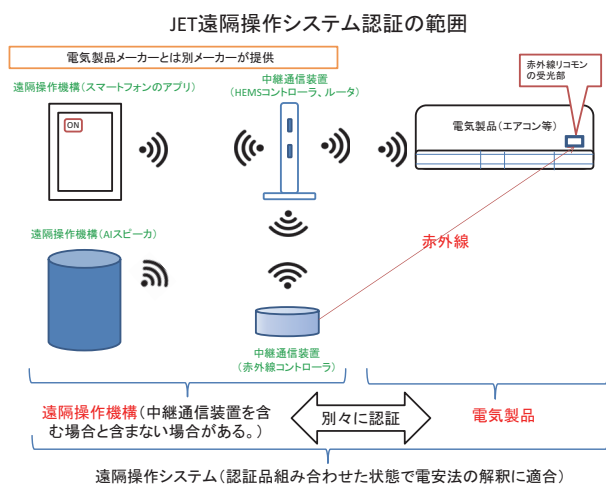 JET遠隔操作システム認証の範囲
電気製品メーカーとは別メーカーが提供
遠隔操作機構(スマートフォンのアプリ)
中継通信装置
(HEMSコントローラ、ルータ)
赤外線リコモン
の受光部
ON
電気製品(エアコン等)
遠隔操作機構(AIスピーカ)
赤外線
中継通信装置
(赤外線コントローラ)
遠隔操作機構(中継通信装置を含
む場合と含まない場合がある。)
別々に認証
電気製品
遠隔操作システム(認証品組み合わせた状態で電安法の解釈に適合)